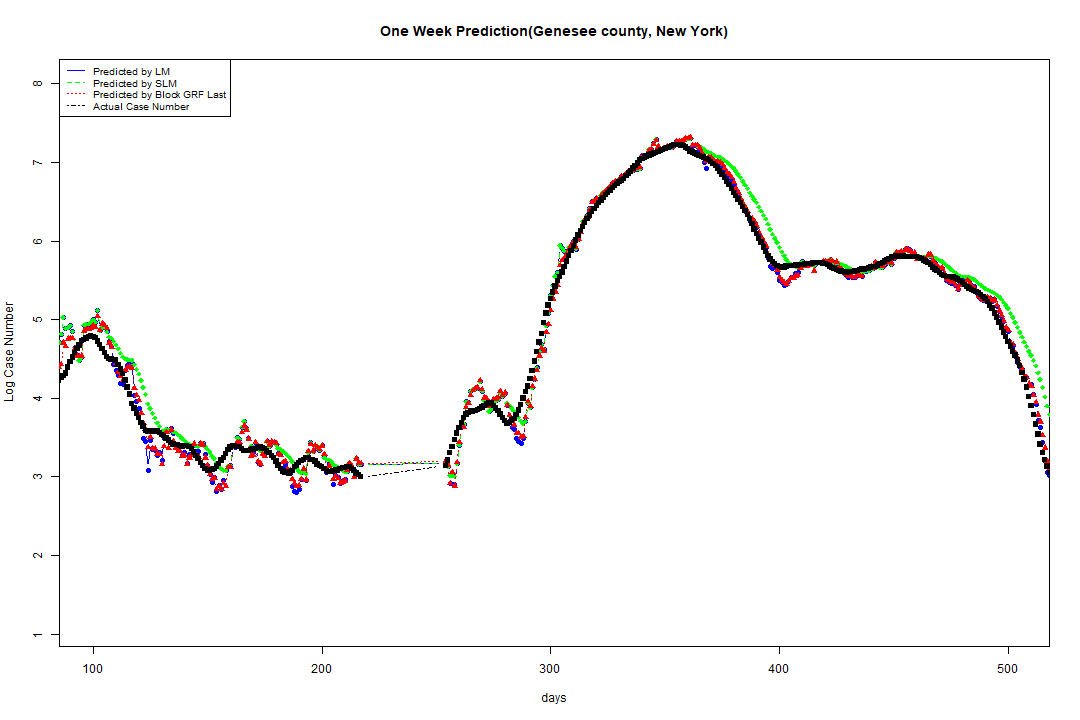 One Week Prediction(Genesee county, New York)
Predicted by LM
Predicted by SLM
Predicted by Block GRF Last
Actual Case Number
8
7
6
5
4
3
2
1
Log Case Number
100 200 300 400 500
days